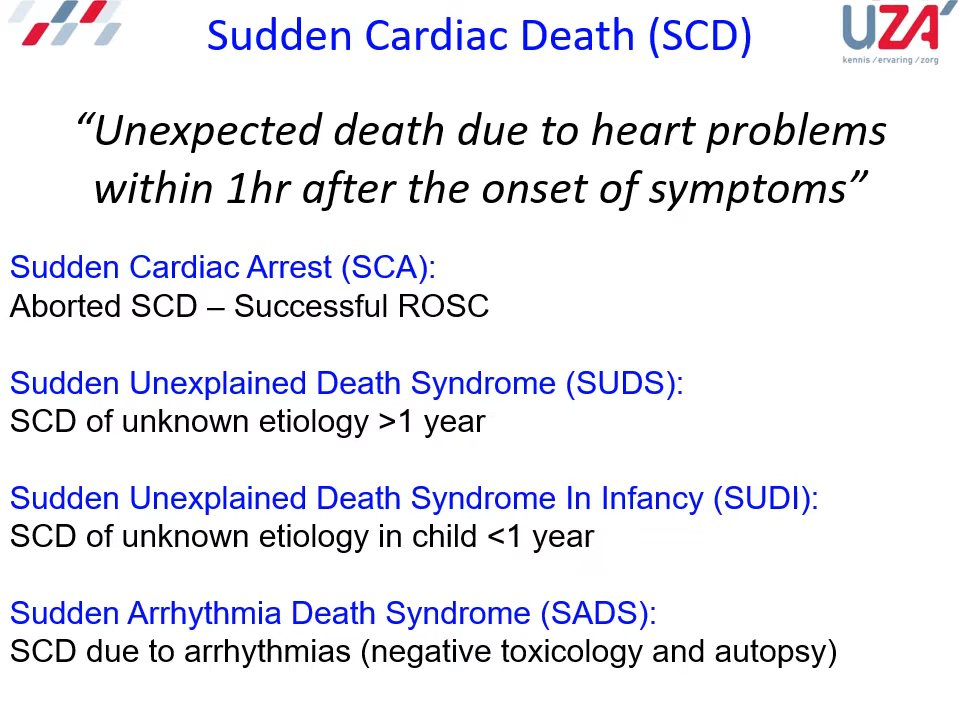 Sudden Cardiac Death (SCD)
UZA'
kennis / ervaring / zorg
“Unexpected death due to heart problems
within 1hr after the onset of symptoms”
Sudden Cardiac Arrest (SCA):
Aborted SCD – Successful ROSC
Sudden Unexplained Death Syndrome (SUDS):
SCD of unknown etiology >1 year
Sudden Unexplained Death Syndrome In Infancy (SUDI):
SCD of unknown etiology in child <1 year
Sudden Arrhythmia Death Syndrome (SADS):
SCD due to arrhythmias (negative toxicology and autopsy)